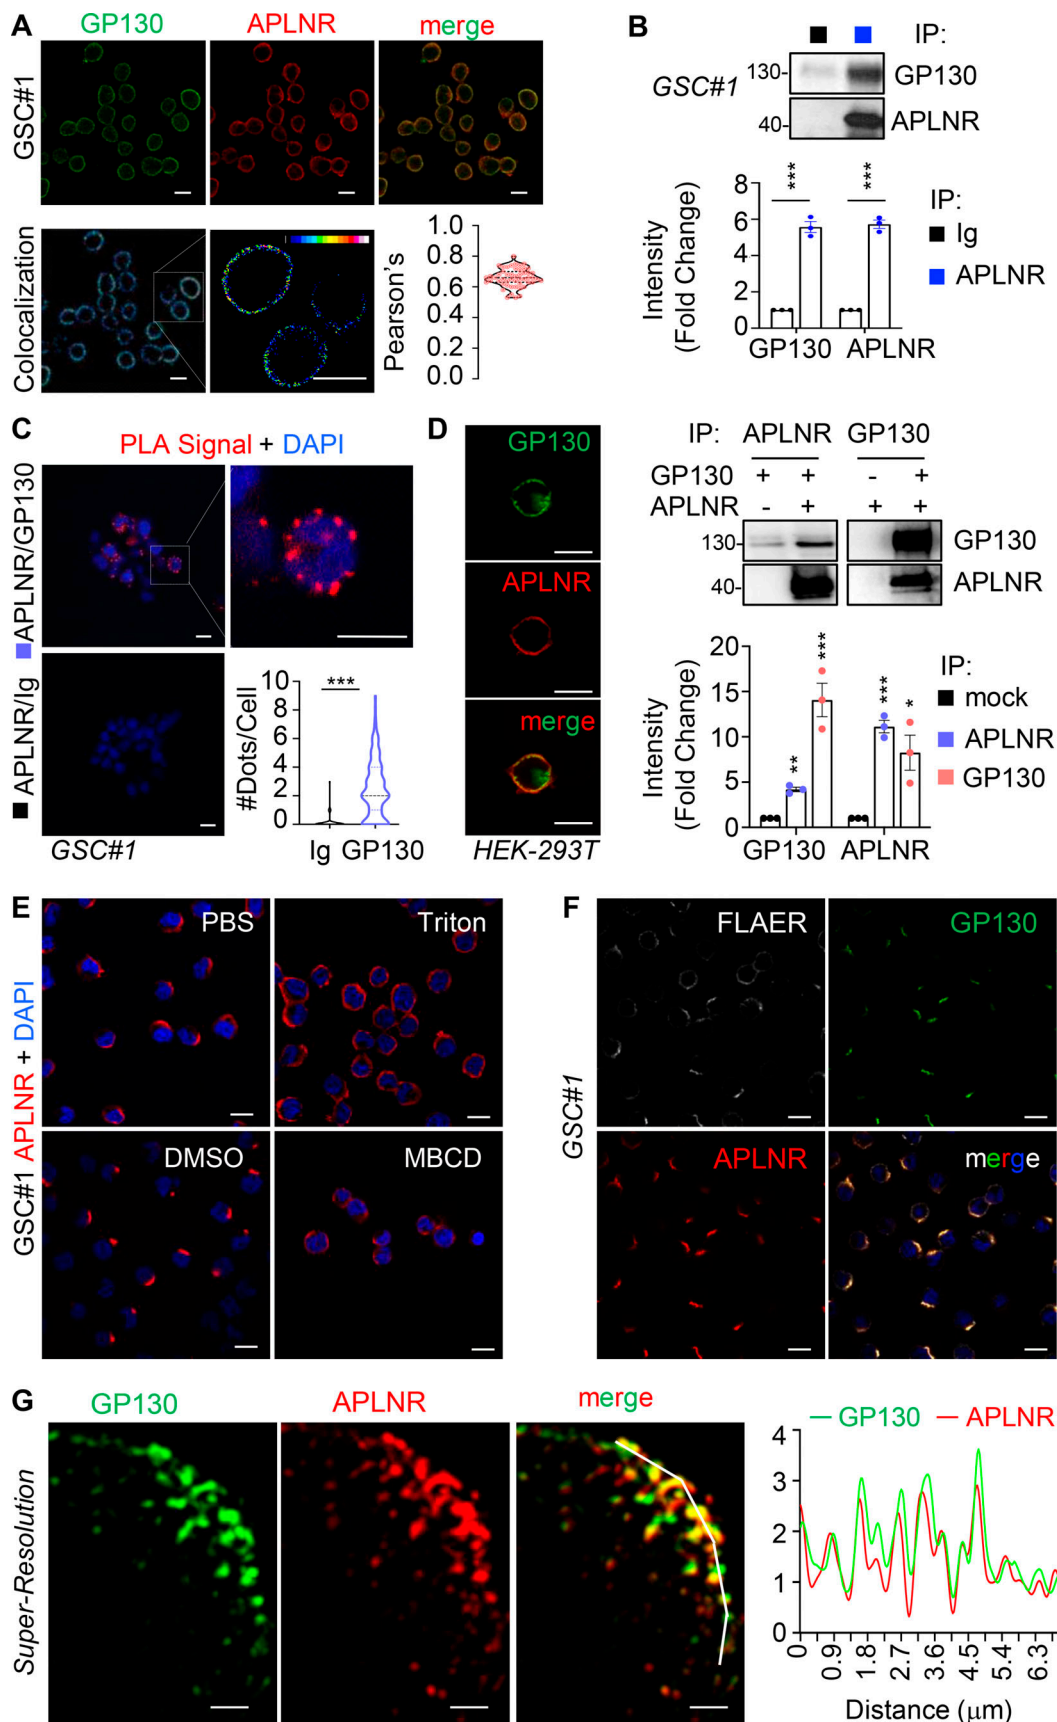 A
GP130
APLNR
merge
GSC#1
Colocalization
Pearson's
1.0
0.8
0.6
0.4
0.2
0.0
B
IP:
GSC#1
130-
GP130
40-
APLNR
***
***
8
6
4
2
0
Intensity
(Fold Change)
GP130
APLNR
IP:
Ig
APLNR
C
PLA Signal + DAPI
APLNR/Ig
APLNR/GP130
GSC#1
#Dots/Cell
10
8
6
4
2
0
***
Ig GP130
D
GP130
APLNR
merge
HEK-293T
IP: APLNR GP130
GP130 + + - +
APLNR - + + +
130-
GP130
40-
APLNR
20
15
10
5
0
Intensity
(Fold Change)
**
***
***
*
GP130
APLNR
IP:
mock
APLNR
GP130
E
GSC#1 APLNR + DAPI
PBS
Triton
DMSO
MBCD
F
GSC#1
FLAER
GP130
APLNR
merge
G
Super-Resolution
GP130
APLNR
merge
GP130 APLNR
4
3
2
1
0
0 0.9 1.8 2.7 3.6 4.5 5.4 6.3
Distance (μm)